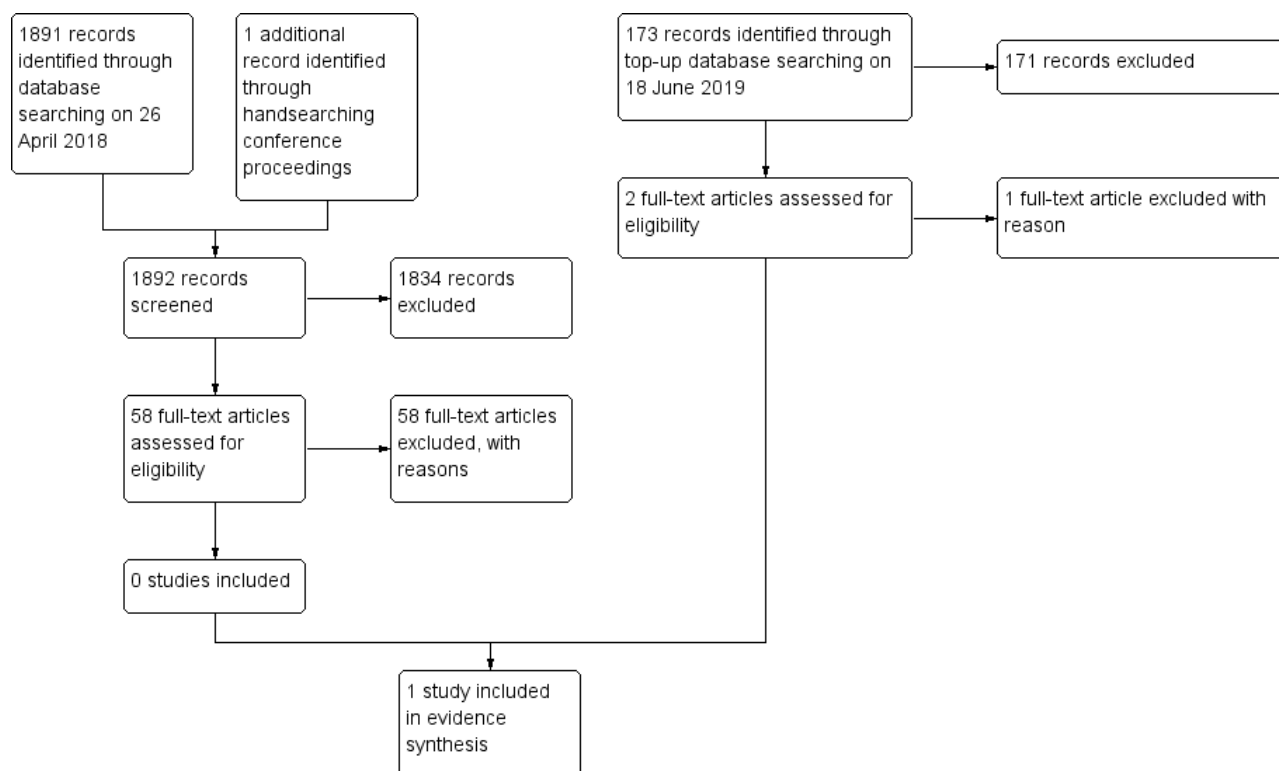 1891 records
identified through
database
searching on 26
April 2018
1 additional
record identified
through
handsearching
conference
proceedings
1892 records
screened
1834 records
excluded
58 full-text articles
assessed for
eligibility
58 full-text articles
excluded, with
reasons
0 studies included
173 records identified through
top-up database searching on
18 June 2019
171 records excluded
2 full-text articles assessed for
eligibility
1 full-text article excluded with
reason
1 study included
in evidence
synthesis